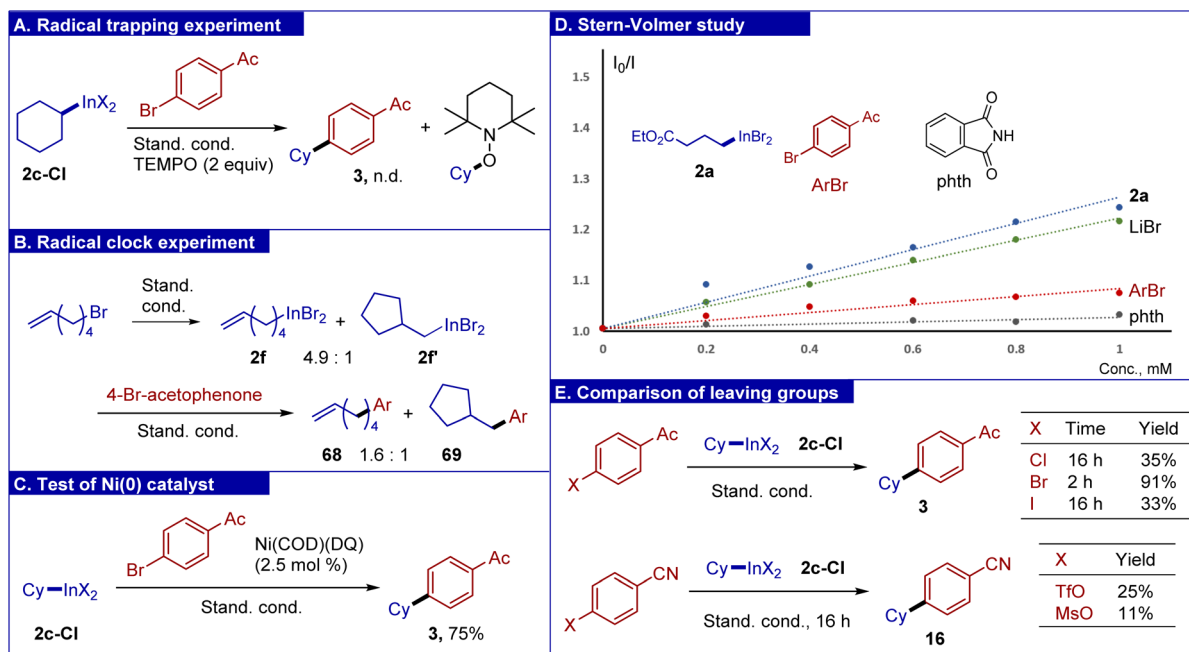 A. Radical trapping experiment
InX2
2c-Cl
Br
Ac
Stand. cond.
TEMPO (2 equiv)
Ac
Cy
3, n.d.
+
N
O
Cy
B. Radical clock experiment
Br
4
Stand.
cond.
InBr2
4
+
InBr2
2f
4.9 : 1
2f'
4-Br-acetophenone
Stand. cond.
Ar
4
+
Ar
68
1.6 : 1
69
C. Test of Ni(0) catalyst
Cy InX2
2c-Cl
Br
Ac
Ni(COD)(DQ)
(2.5 mol %)
Stand. cond.
Ac
Cy
3, 75%
D. Stern-Volmer study
I0/I
1.5
1.4
1.3
1.2
1.1
1.0
EtO2C
InBr2
2a
Ac
Br
ArBr
O
NH
O
phth
2a
LiBr
ArBr
phth
0
0.2
0.4
0.6
0.8
1
Conc., mM
E. Comparison of leaving groups
X
Ac
Cy InX2 2c-Cl
Stand. cond.
Ac
Cy
3
X Time Yield
Cl 16 h 35%
Br 2 h 91%
I 16 h 33%
X
CN
Cy InX2 2c-Cl
Stand. cond., 16 h
CN
Cy
16
X Yield
TfO 25%
MsO 11%